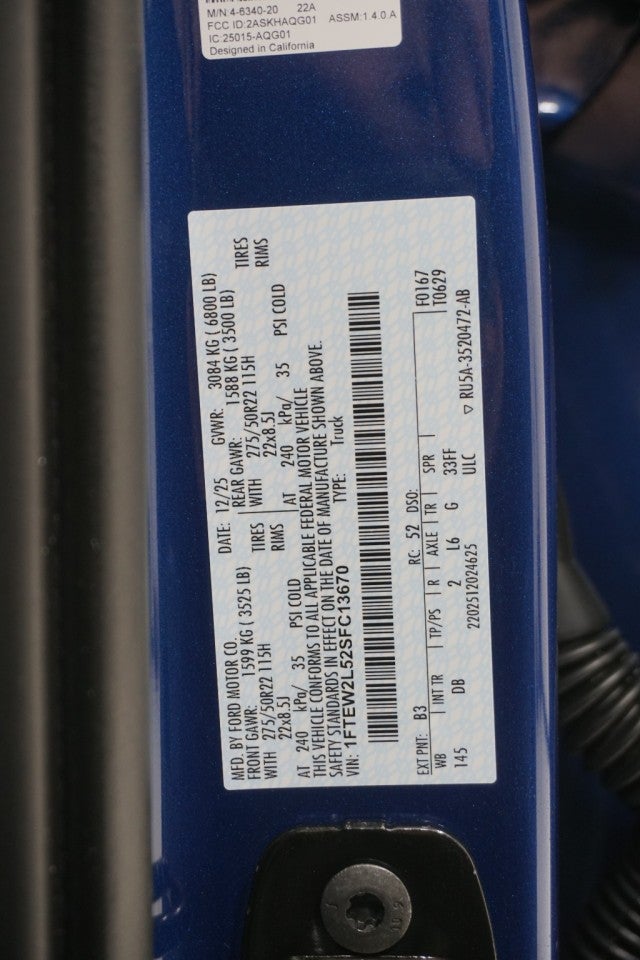 M/N:4-6340-20 22A
FCC ID:2ASKHAQG01 ASSM:1.4.0.A
IC:25015-AQG01
Designed in California
MFD. BY FORD MOTOR CO. DATE: 12/25 GVWR: 3084 KG ( 6800 LB)
FRONT GAWR: 1599 KG ( 3525 LB) REAR GAWR: 1588 KG ( 3500 LB)
WITH 275/50R22 115H TIRES WITH 275/50R22 115H TIRES
22x8.5J RIMS 22x8.5J RIMS
AT 240 kPa/ 35 PSI COLD AT 240 kPa/ 35 PSI COLD
THIS VEHICLE CONFORMS TO ALL APPLICABLE FEDERAL MOTOR VEHICLE
SAFETY STANDARDS IN EFFECT ON THE DATE OF MANUFACTURE SHOWN ABOVE.
VIN: 1FTEW2L52SFC13670 TYPE: Truck
EXT PNT: B3 RC: 52 DSO: F0167
WB INT TR TP/PS R AXLE TR SPR T0629
145 DB 2 L6 G 33FF
2202512024625 ULC ▽ RU5A-3520472-AB